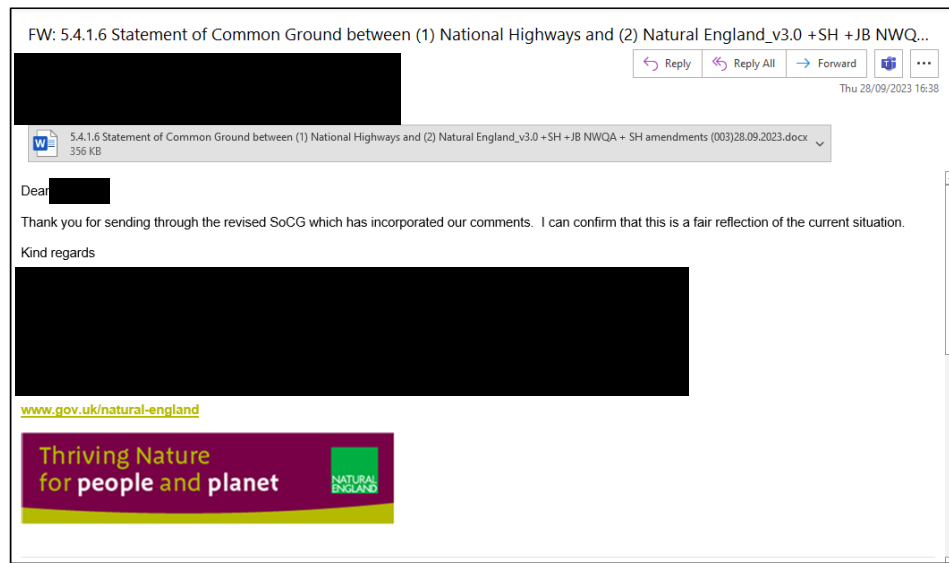 FW: 5.4.1.6 Statement of Common Ground between (1) National Highways and (2) Natural England_v3.0 +SH +JB NWQ...
Reply
Reply All
Forward
Thu 28/09/2023 16:38
5.4.1.6 Statement of Common Ground between (1) National Highways and (2) Natural England_v3.0 +SH +JB NWQA + SH amendments (003)28.09.2023.docx
356 KB
Dear
Thank you for sending through the revised SoCG which has incorporated our comments. I can confirm that this is a fair reflection of the current situation.
Kind regards
www.gov.uk/natural-england
Thriving Nature
for people and planet
NATURAL
ENGLAND